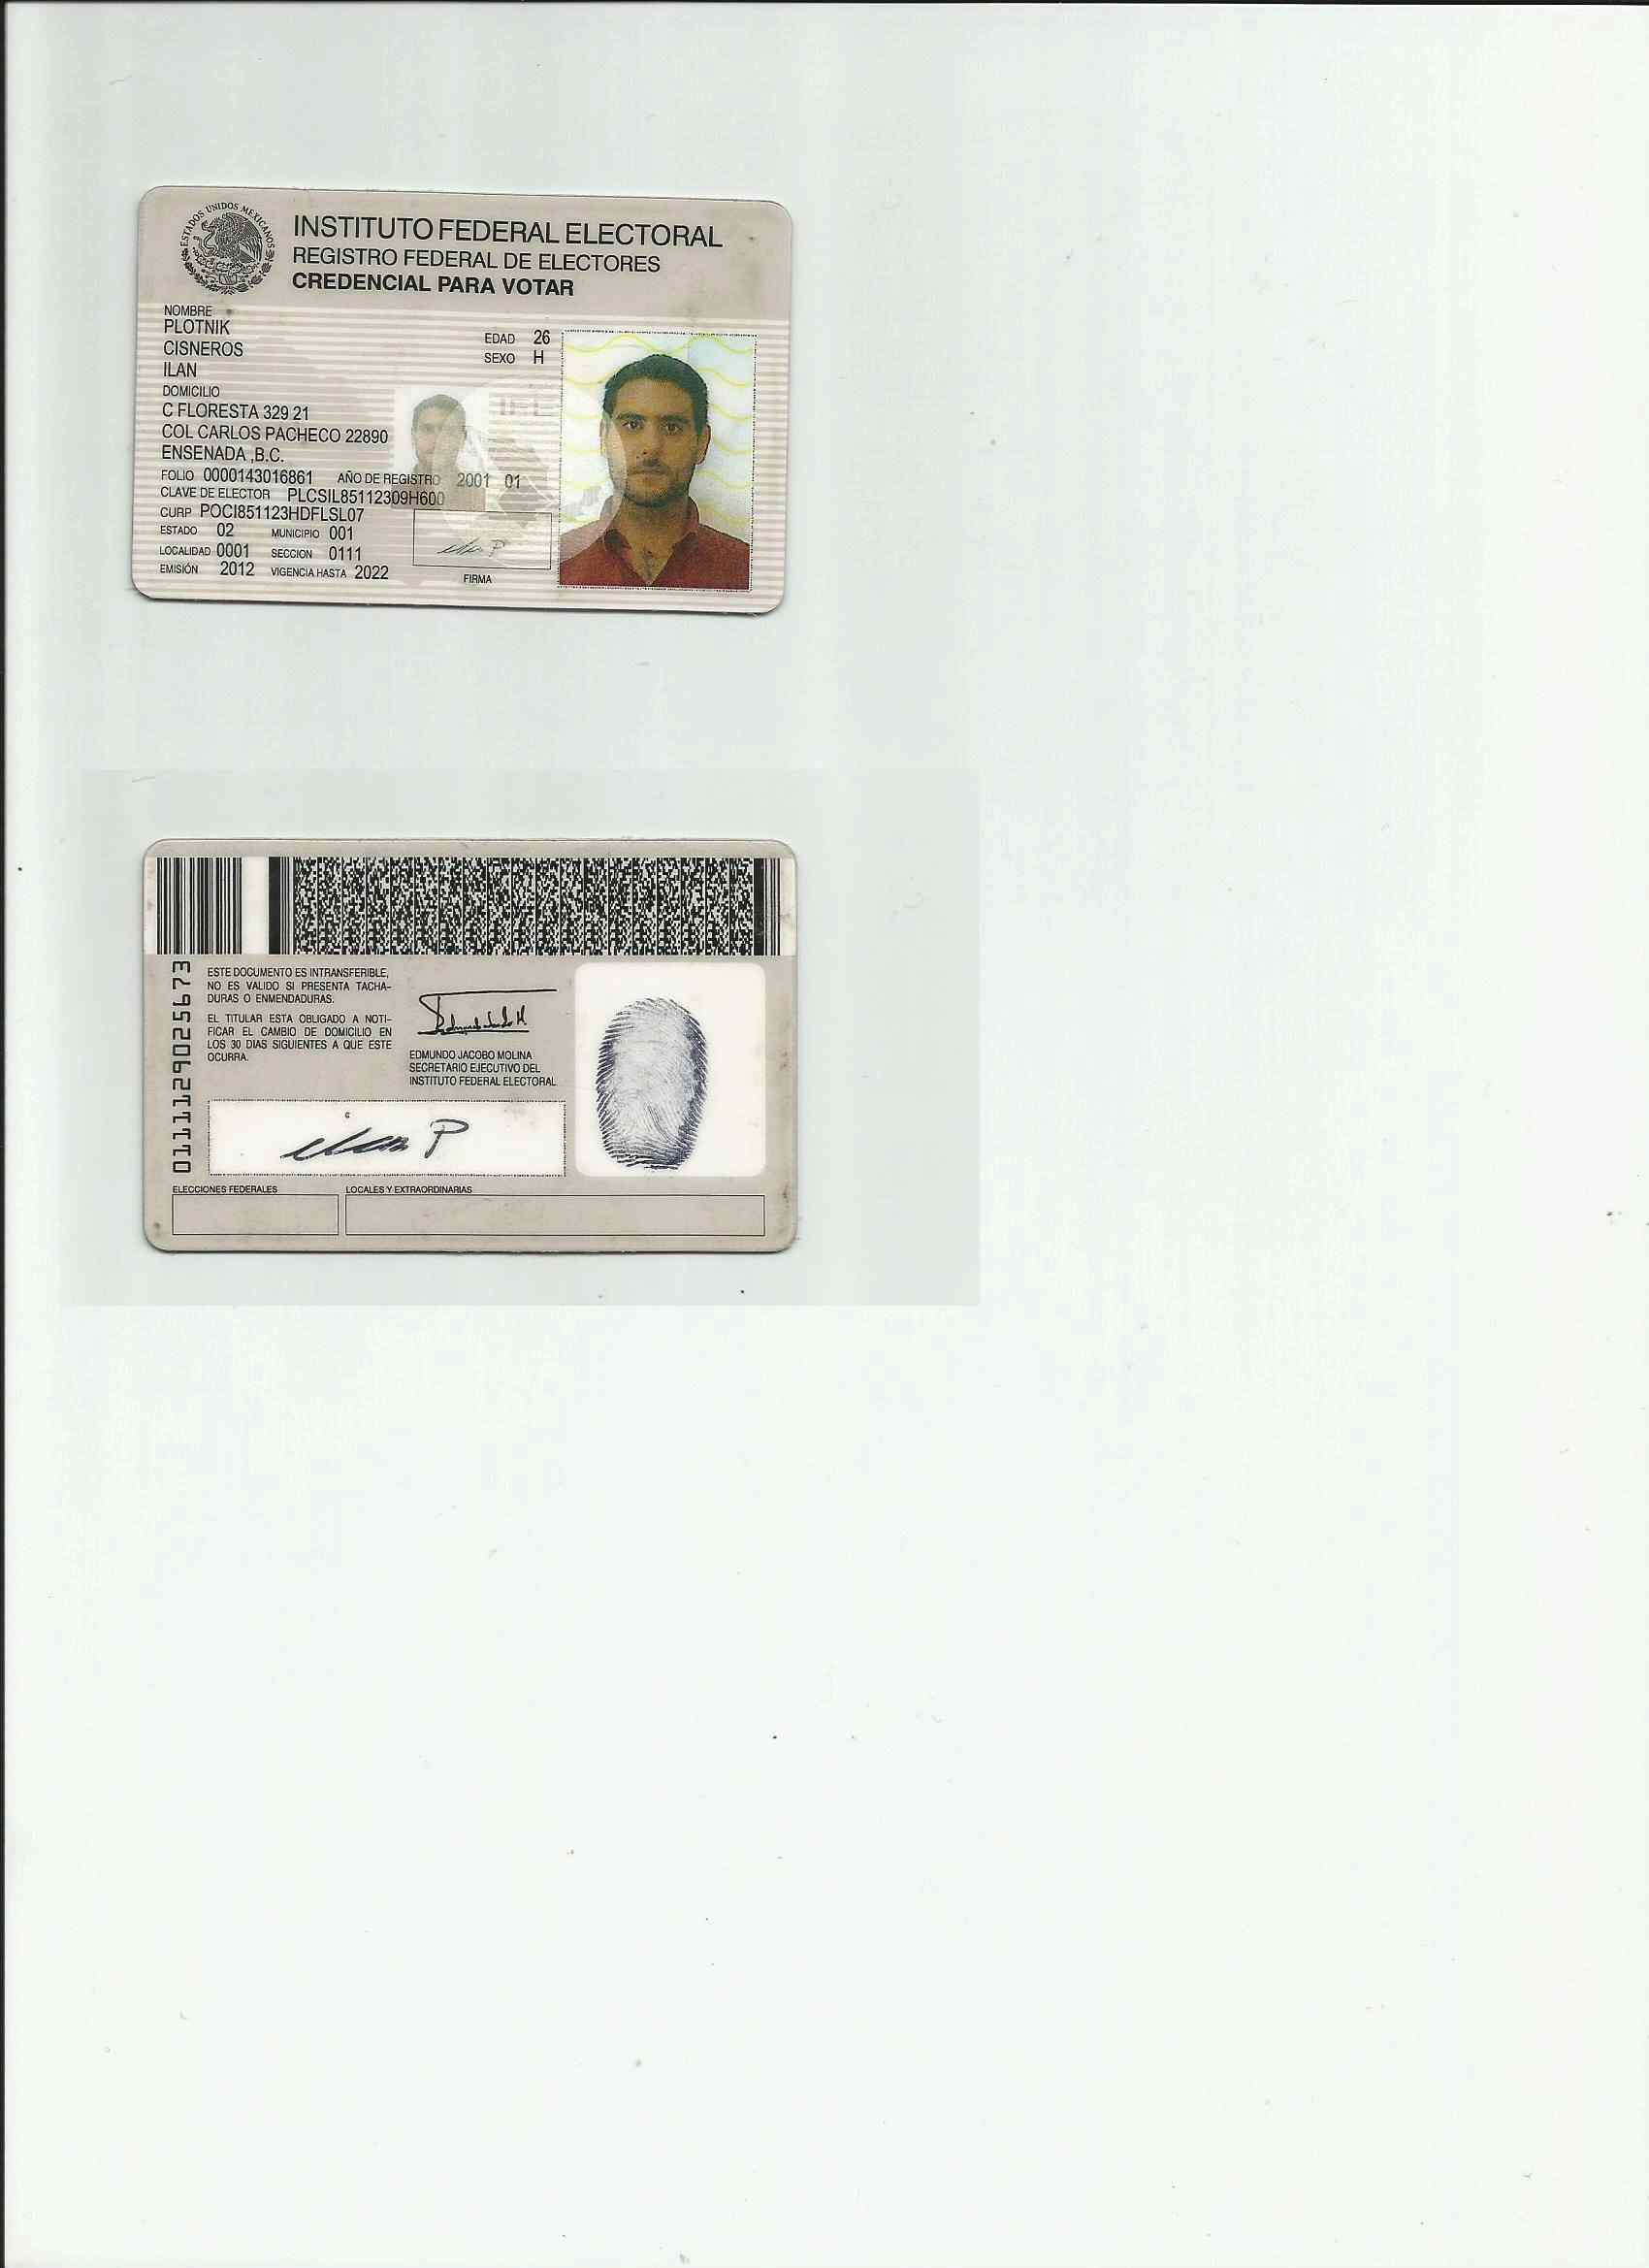 ESTADOS UNIDOS MEXICANOS
INSTITUTO FEDERAL ELECTORAL
REGISTRO FEDERAL DE ELECTORES
CREDENCIAL PARA VOTAR
NOMBRE
PLOTNIK
CISNEROS
ILAN
EDAD 26
SEXO H
DOMICILIO
C FLORESTA 329 21
COL CARLOS PACHECO 22890
ENSENADA ,B.C.
IFE
FOLIO 0000143016861 AÑO DE REGISTRO 2001 01
CLAVE DE ELECTOR PLCSIL85112309H600
CURP POCI851123HDFLSL07
ESTADO 02 MUNICIPIO 001
LOCALIDAD 0001 SECCION 0111
EMISIÓN 2012 VIGENCIA HASTA 2022
FIRMA
0111129025673
ESTE DOCUMENTO ES INTRANSFERIBLE,
NO ES VALIDO SI PRESENTA TACHA-
DURAS O ENMENDADURAS.
EL TITULAR ESTA OBLIGADO A NOTI-
FICAR EL CAMBIO DE DOMICILIO EN
LOS 30 DIAS SIGUIENTES A QUE ESTE
OCURRA.
EDMUNDO JACOBO MOLINA
SECRETARIO EJECUTIVO DEL
INSTITUTO FEDERAL ELECTORAL
ELECCIONES FEDERALES
LOCALES Y EXTRAORDINARIAS